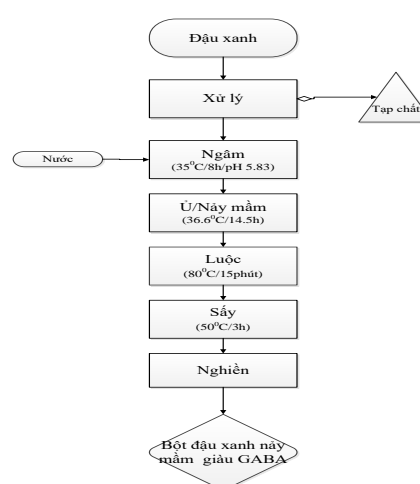 Đậu xanh
Xử lý
Tạp chất
Nước
Ngâm
(35⁰C/8h/pH 5.83)
Ủ/Nảy mầm
(36.6⁰C/14.5h)
Luộc
(80⁰C/15phút)
Sấy
(50⁰C/3h)
Nghiền
Bột đậu xanh nảy
mầm giàu GABA